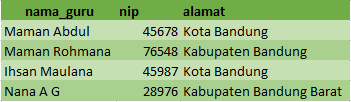 nama_guru nip alamat
Maman Abdul 45678 Kota Bandung
Maman Rohmana 76548 Kabupaten Bandung
Ihsan Maulana 45987 Kota Bandung
Nana A G 28976 Kabupaten Bandung Barat